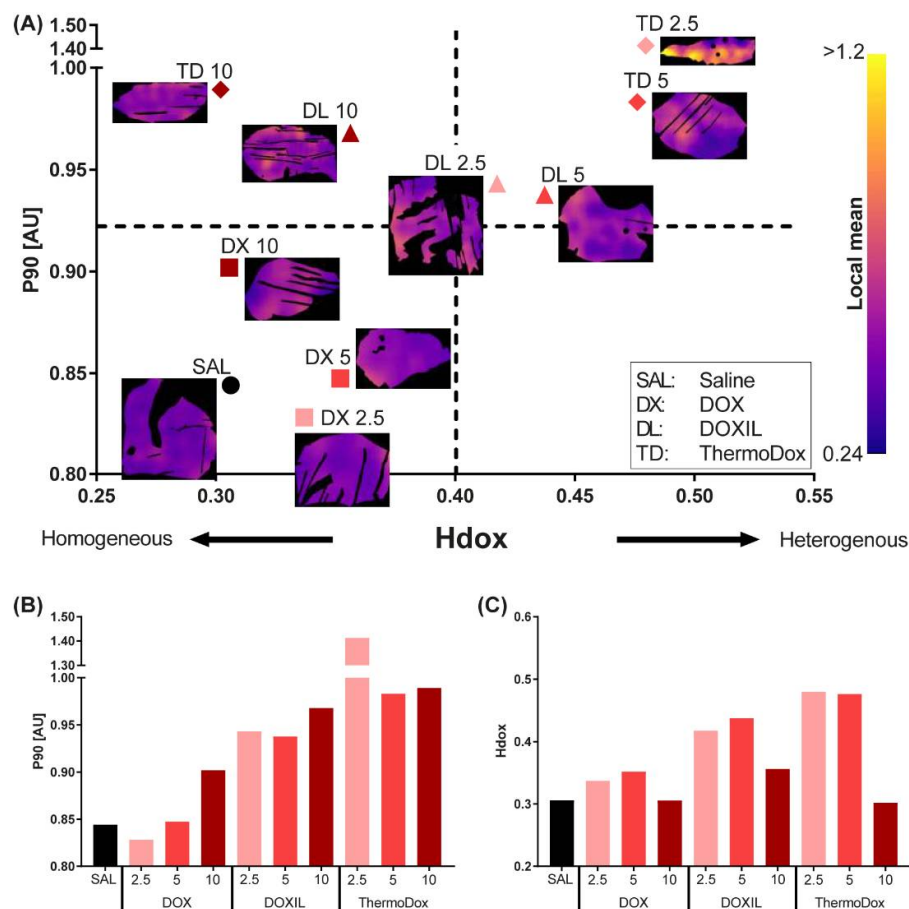 (A)
1.50
1.40
1.00
0.95
0.90
0.85
0.80
P90 [AU]
TD 10
DL 10
TD 2.5
TD 5
DL 2.5
DL 5
DX 10
DX 5
SAL
DX 2.5
SAL: Saline
DX: DOX
DL: DOXIL
TD: ThermoDox
>1.2
Local mean
0.24
0.25 0.30 0.40 0.45 0.50 0.55
Homogeneous Hdox Heterogenous
(B)
1.50
1.40
1.30
1.00
0.95
0.90
0.85
0.80
P90 [AU]
SAL 2.5 5 10 2.5 5 10 2.5 5 10
DOX DOXIL ThermoDox
(C)
0.6
0.5
0.4
0.3
0.2
Hdox
SAL 2.5 5 10 2.5 5 10 2.5 5 10
DOX DOXIL ThermoDox